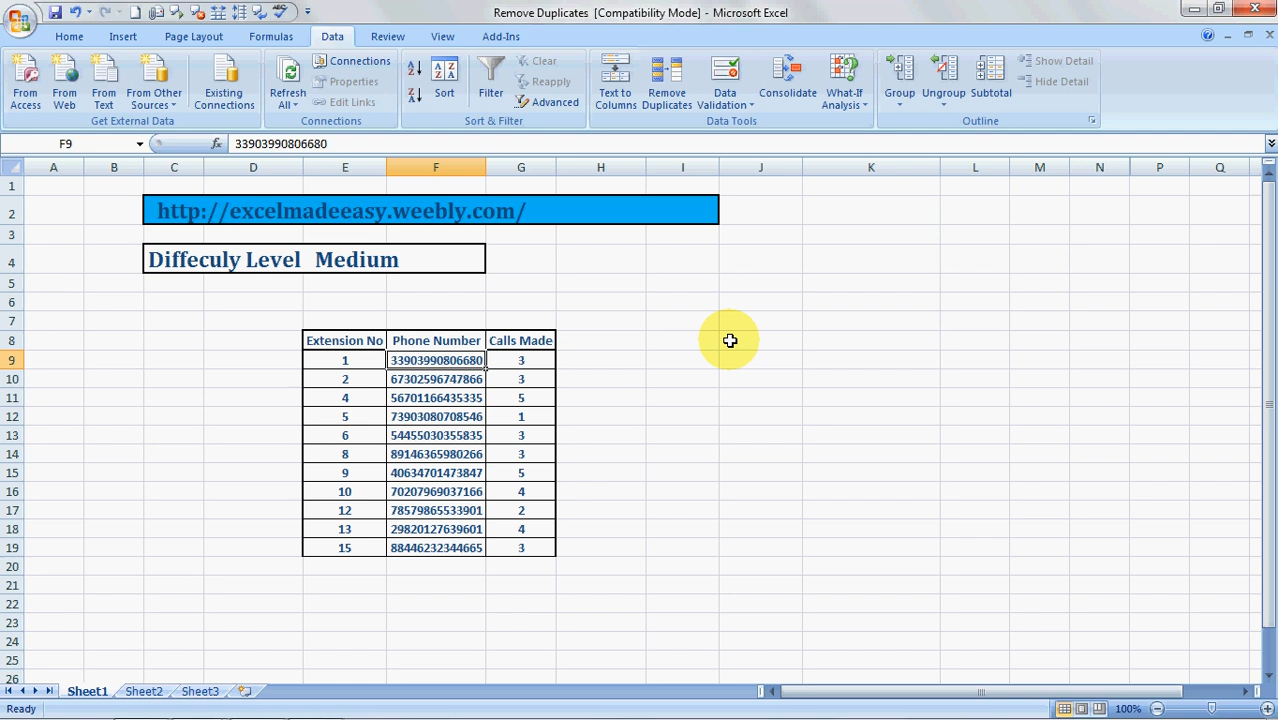 Remove Duplicates [Compatibility Mode] - Microsoft Excel
Home Insert Page Layout Formulas Data Review View Add-Ins
From Access
From Web
From Text
From Other Sources
Existing Connections
Get External Data
Refresh All
Connections
Properties
Edit Links
Connections
Sort
Filter
Clear
Reapply
Advanced
Sort & Filter
Text to Columns
Remove Duplicates
Data Validation
Consolidate
What-If Analysis
Data Tools
Group
Ungroup
Subtotal
Show Detail
Hide Detail
Outline
F9 fx 33903990806680
A B C D E F G H I J K L M N O P Q
1
2 http://excelmadeeasy.weebly.com/
3
4 Diffeculy Level Medium
5
6
7
8 Extension No Phone Number Calls Made
9 1 33903990806680 3
10 2 67302596747866 3
11 4 56701166435335 5
12 5 73903080708546 1
13 6 54455030355835 3
14 8 89146365980266 3
15 9 40634701473847 5
16 10 70207969037166 4
17 12 78579865533901 2
18 13 29820127639601 4
19 15 88446232344665 3
20
21
22
23
24
25
26
Sheet1 Sheet2 Sheet3
Ready 100%